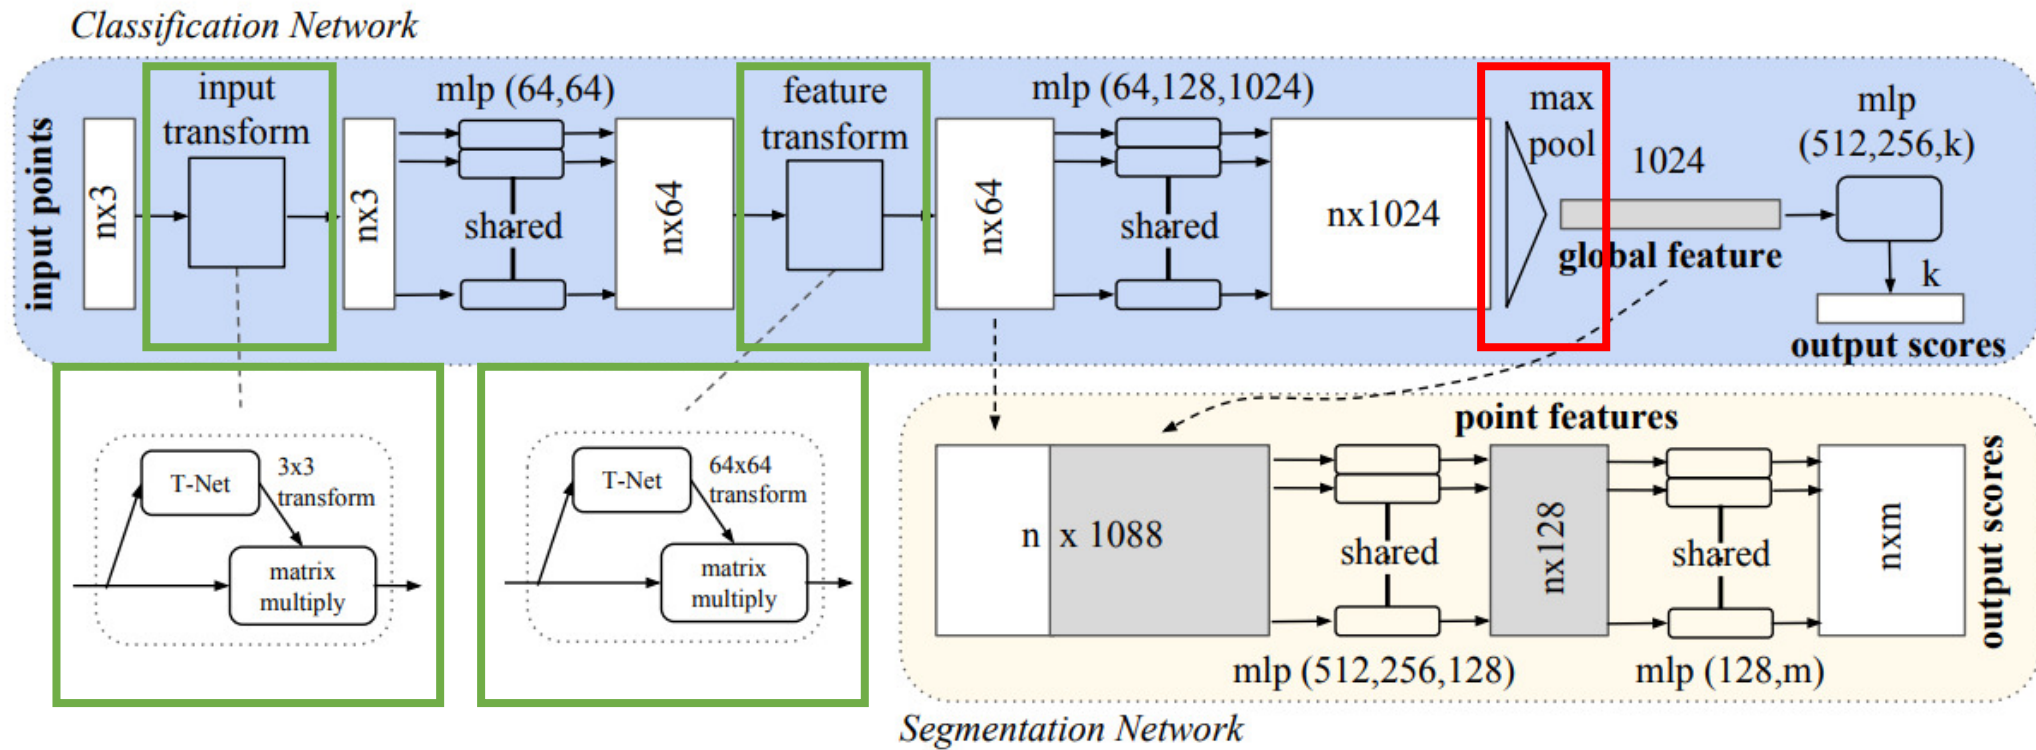 Classification Network
input points
nx3
input
transform
nx3
mlp (64,64)
shared
nx64
feature
transform
nx64
mlp (64,128,1024)
shared
nx1024
max
pool
1024
global feature
mlp
(512,256,k)
k
output scores
T-Net
3x3
transform
matrix
multiply
T-Net
64x64
transform
matrix
multiply
point features
n x 1088
shared
mlp (512,256,128)
nx128
shared
mlp (128,m)
nxm
output scores
Segmentation Network